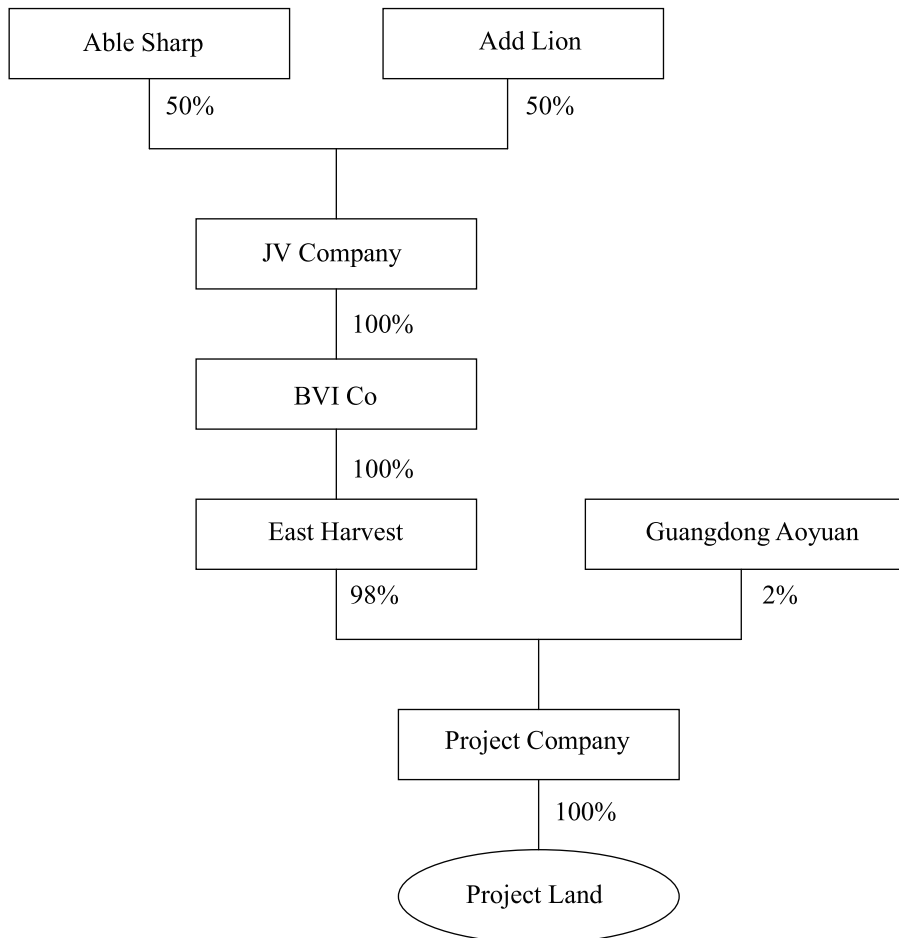 Able Sharp
Add Lion
50%
50%
JV Company
100%
BVI Co
100%
East Harvest
Guangdong Aoyuan
98%
2%
Project Company
100%
Project Land